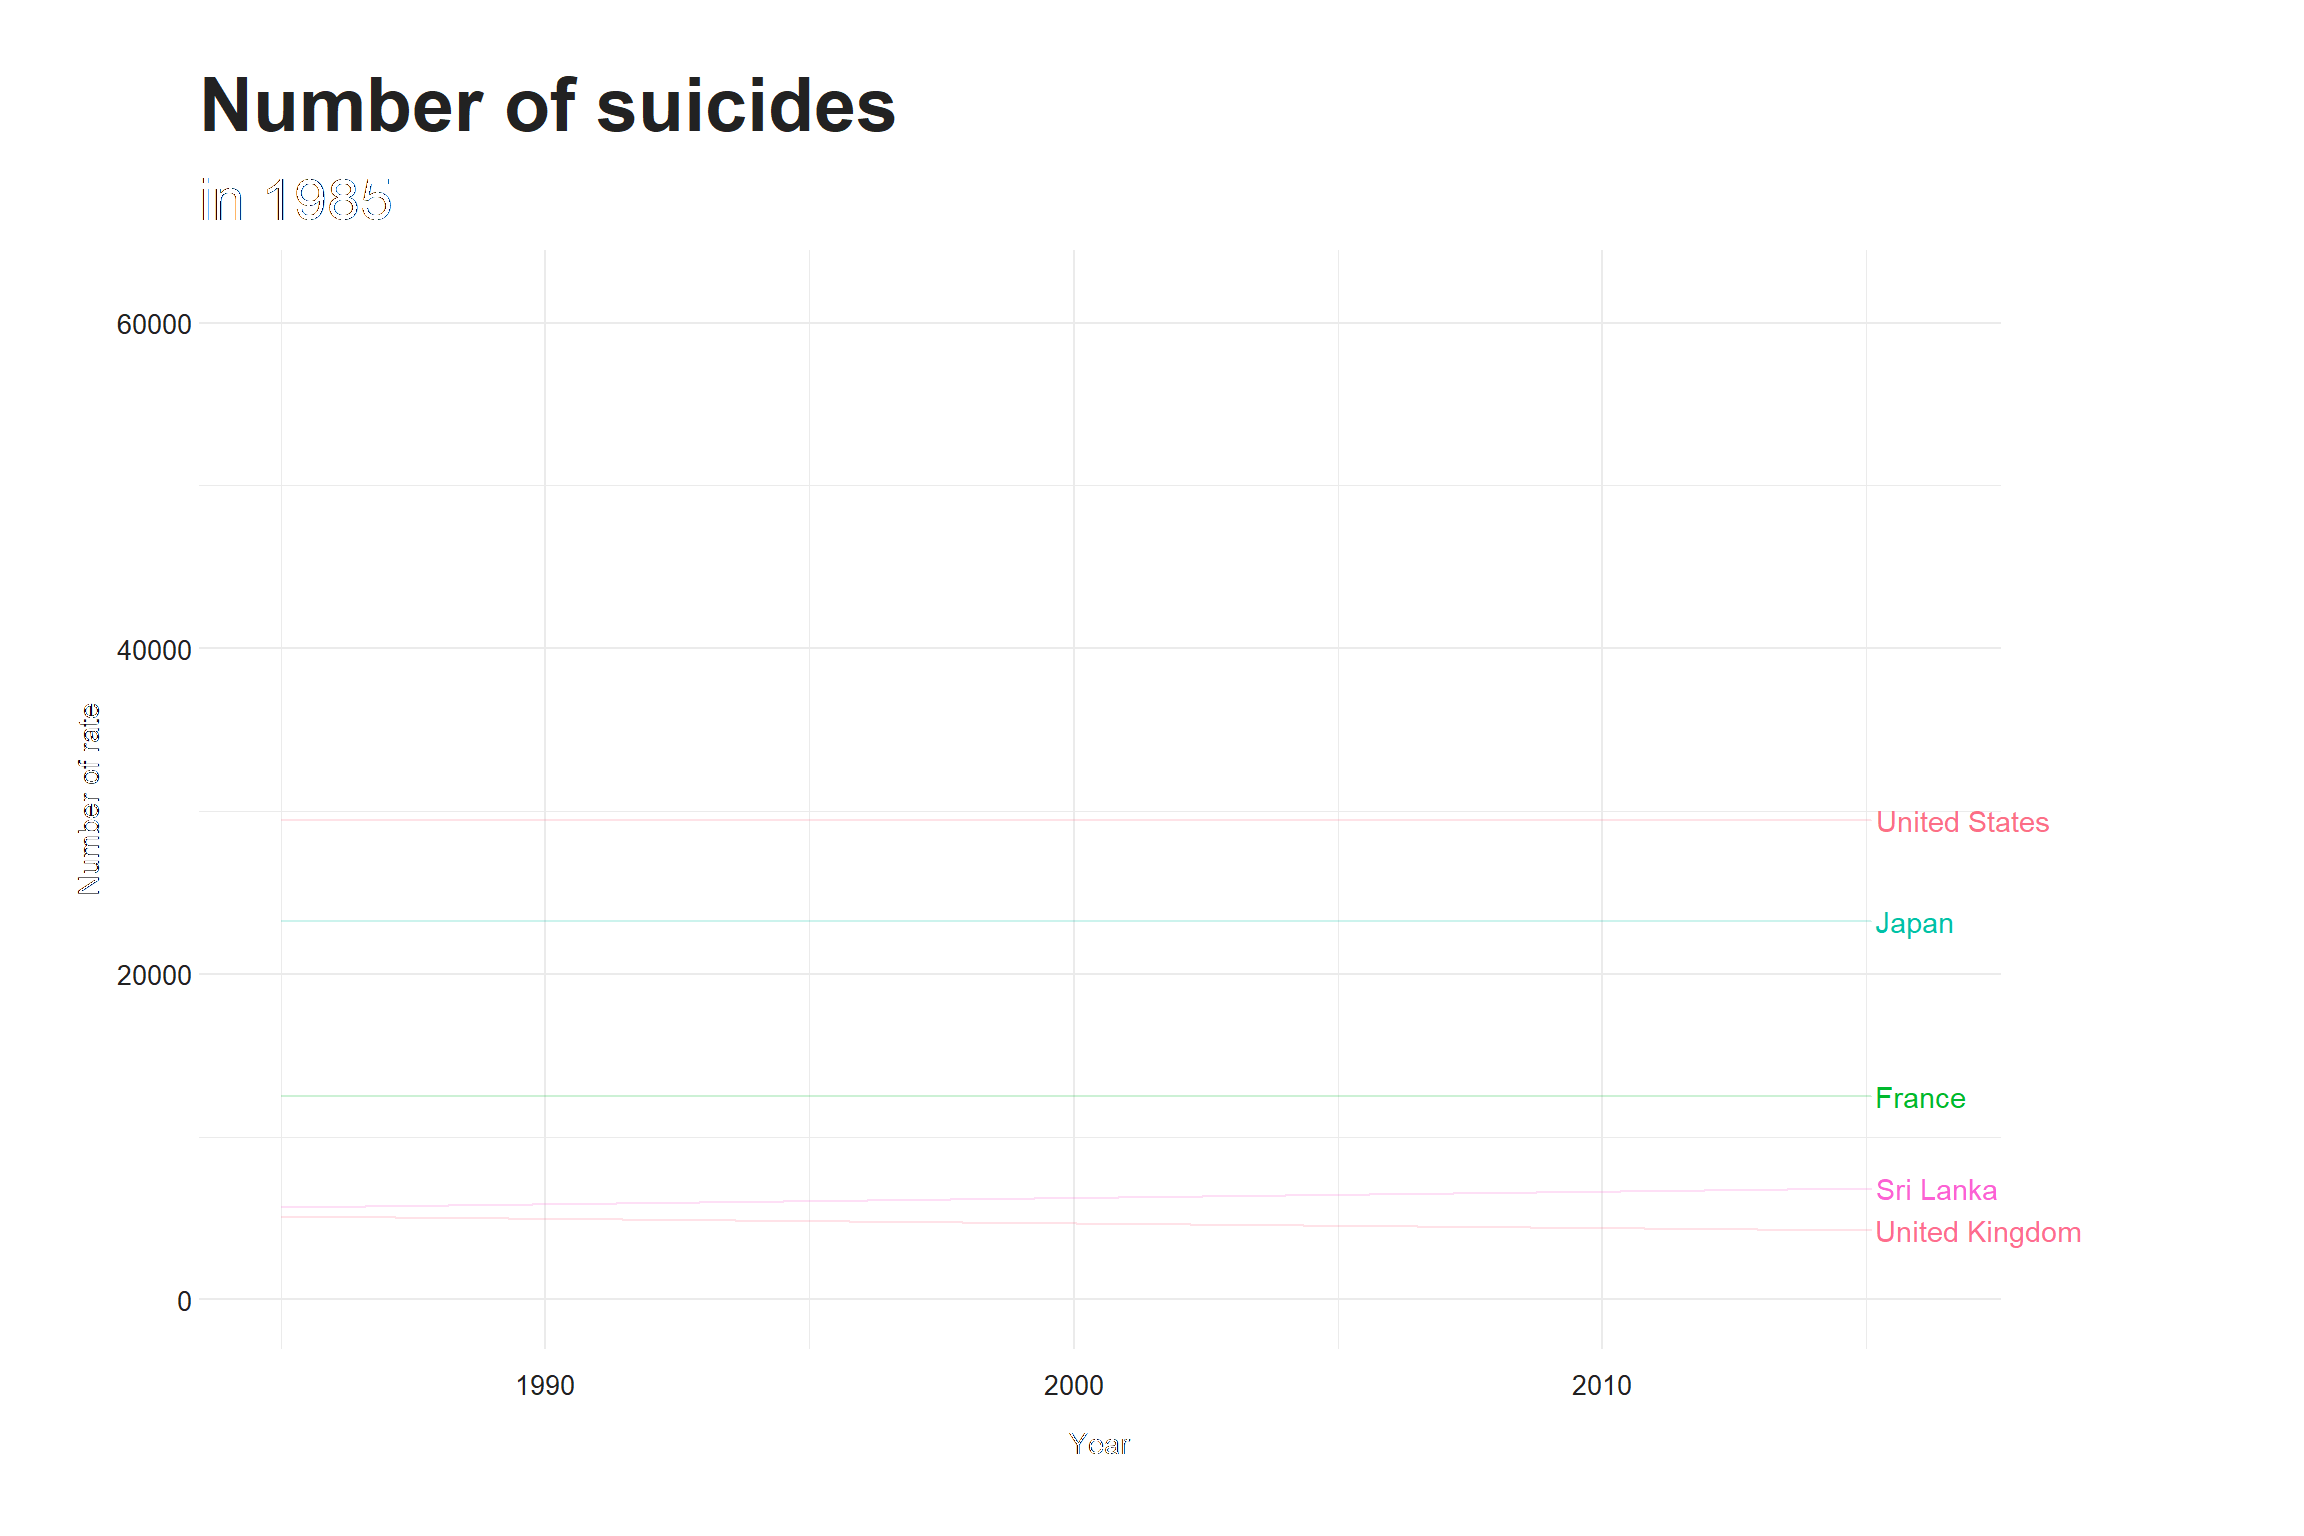 Number of suicides
in 1985
60000
40000
20000
0
Number of rate
United States
Japan
France
Sri Lanka
United Kingdom
1990
2000
2010
Year